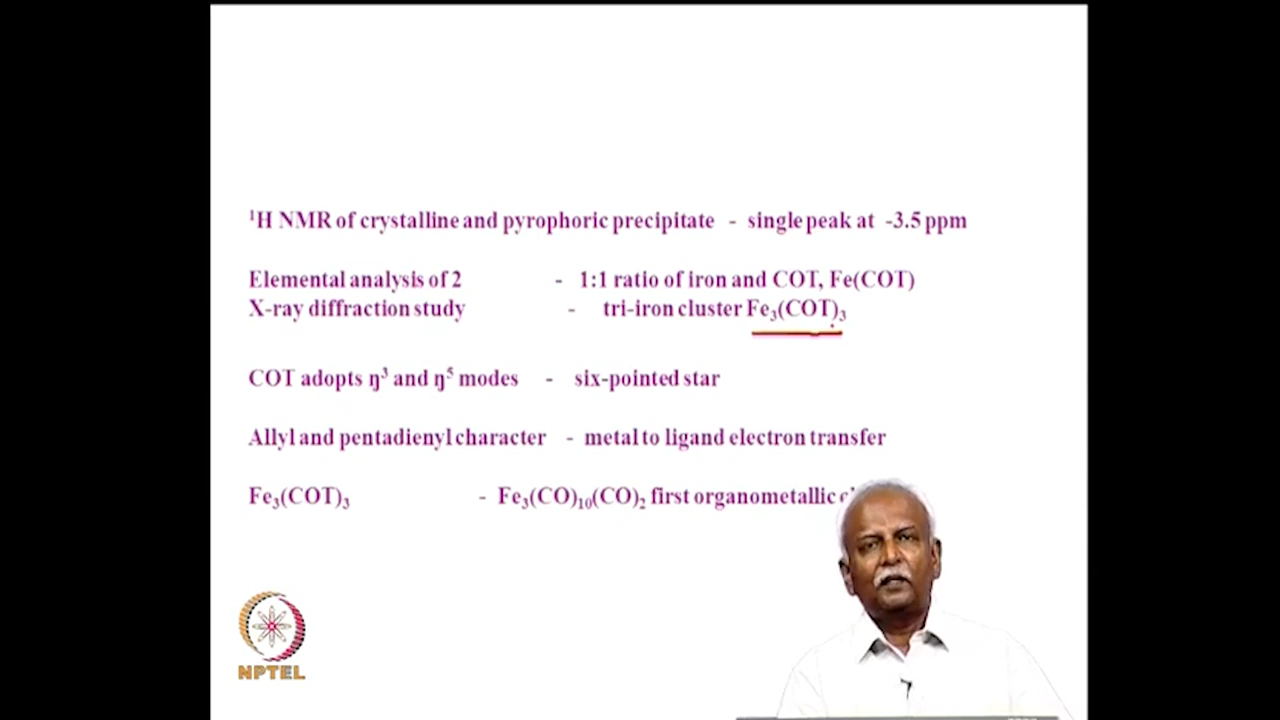 ¹H NMR of crystalline and pyrophoric precipitate - single peak at -3.5 ppm
Elemental analysis of 2 - 1:1 ratio of iron and COT, Fe(COT)
X-ray diffraction study - tri-iron cluster Fe₃(COT)₃
COT adopts ŋ³ and ŋ⁵ modes - six-pointed star
Allyl and pentadienyl character - metal to ligand electron transfer
Fe₃(COT)₃ - Fe₃(CO)₁₀(CO)₂ first organometallic
NPTEL